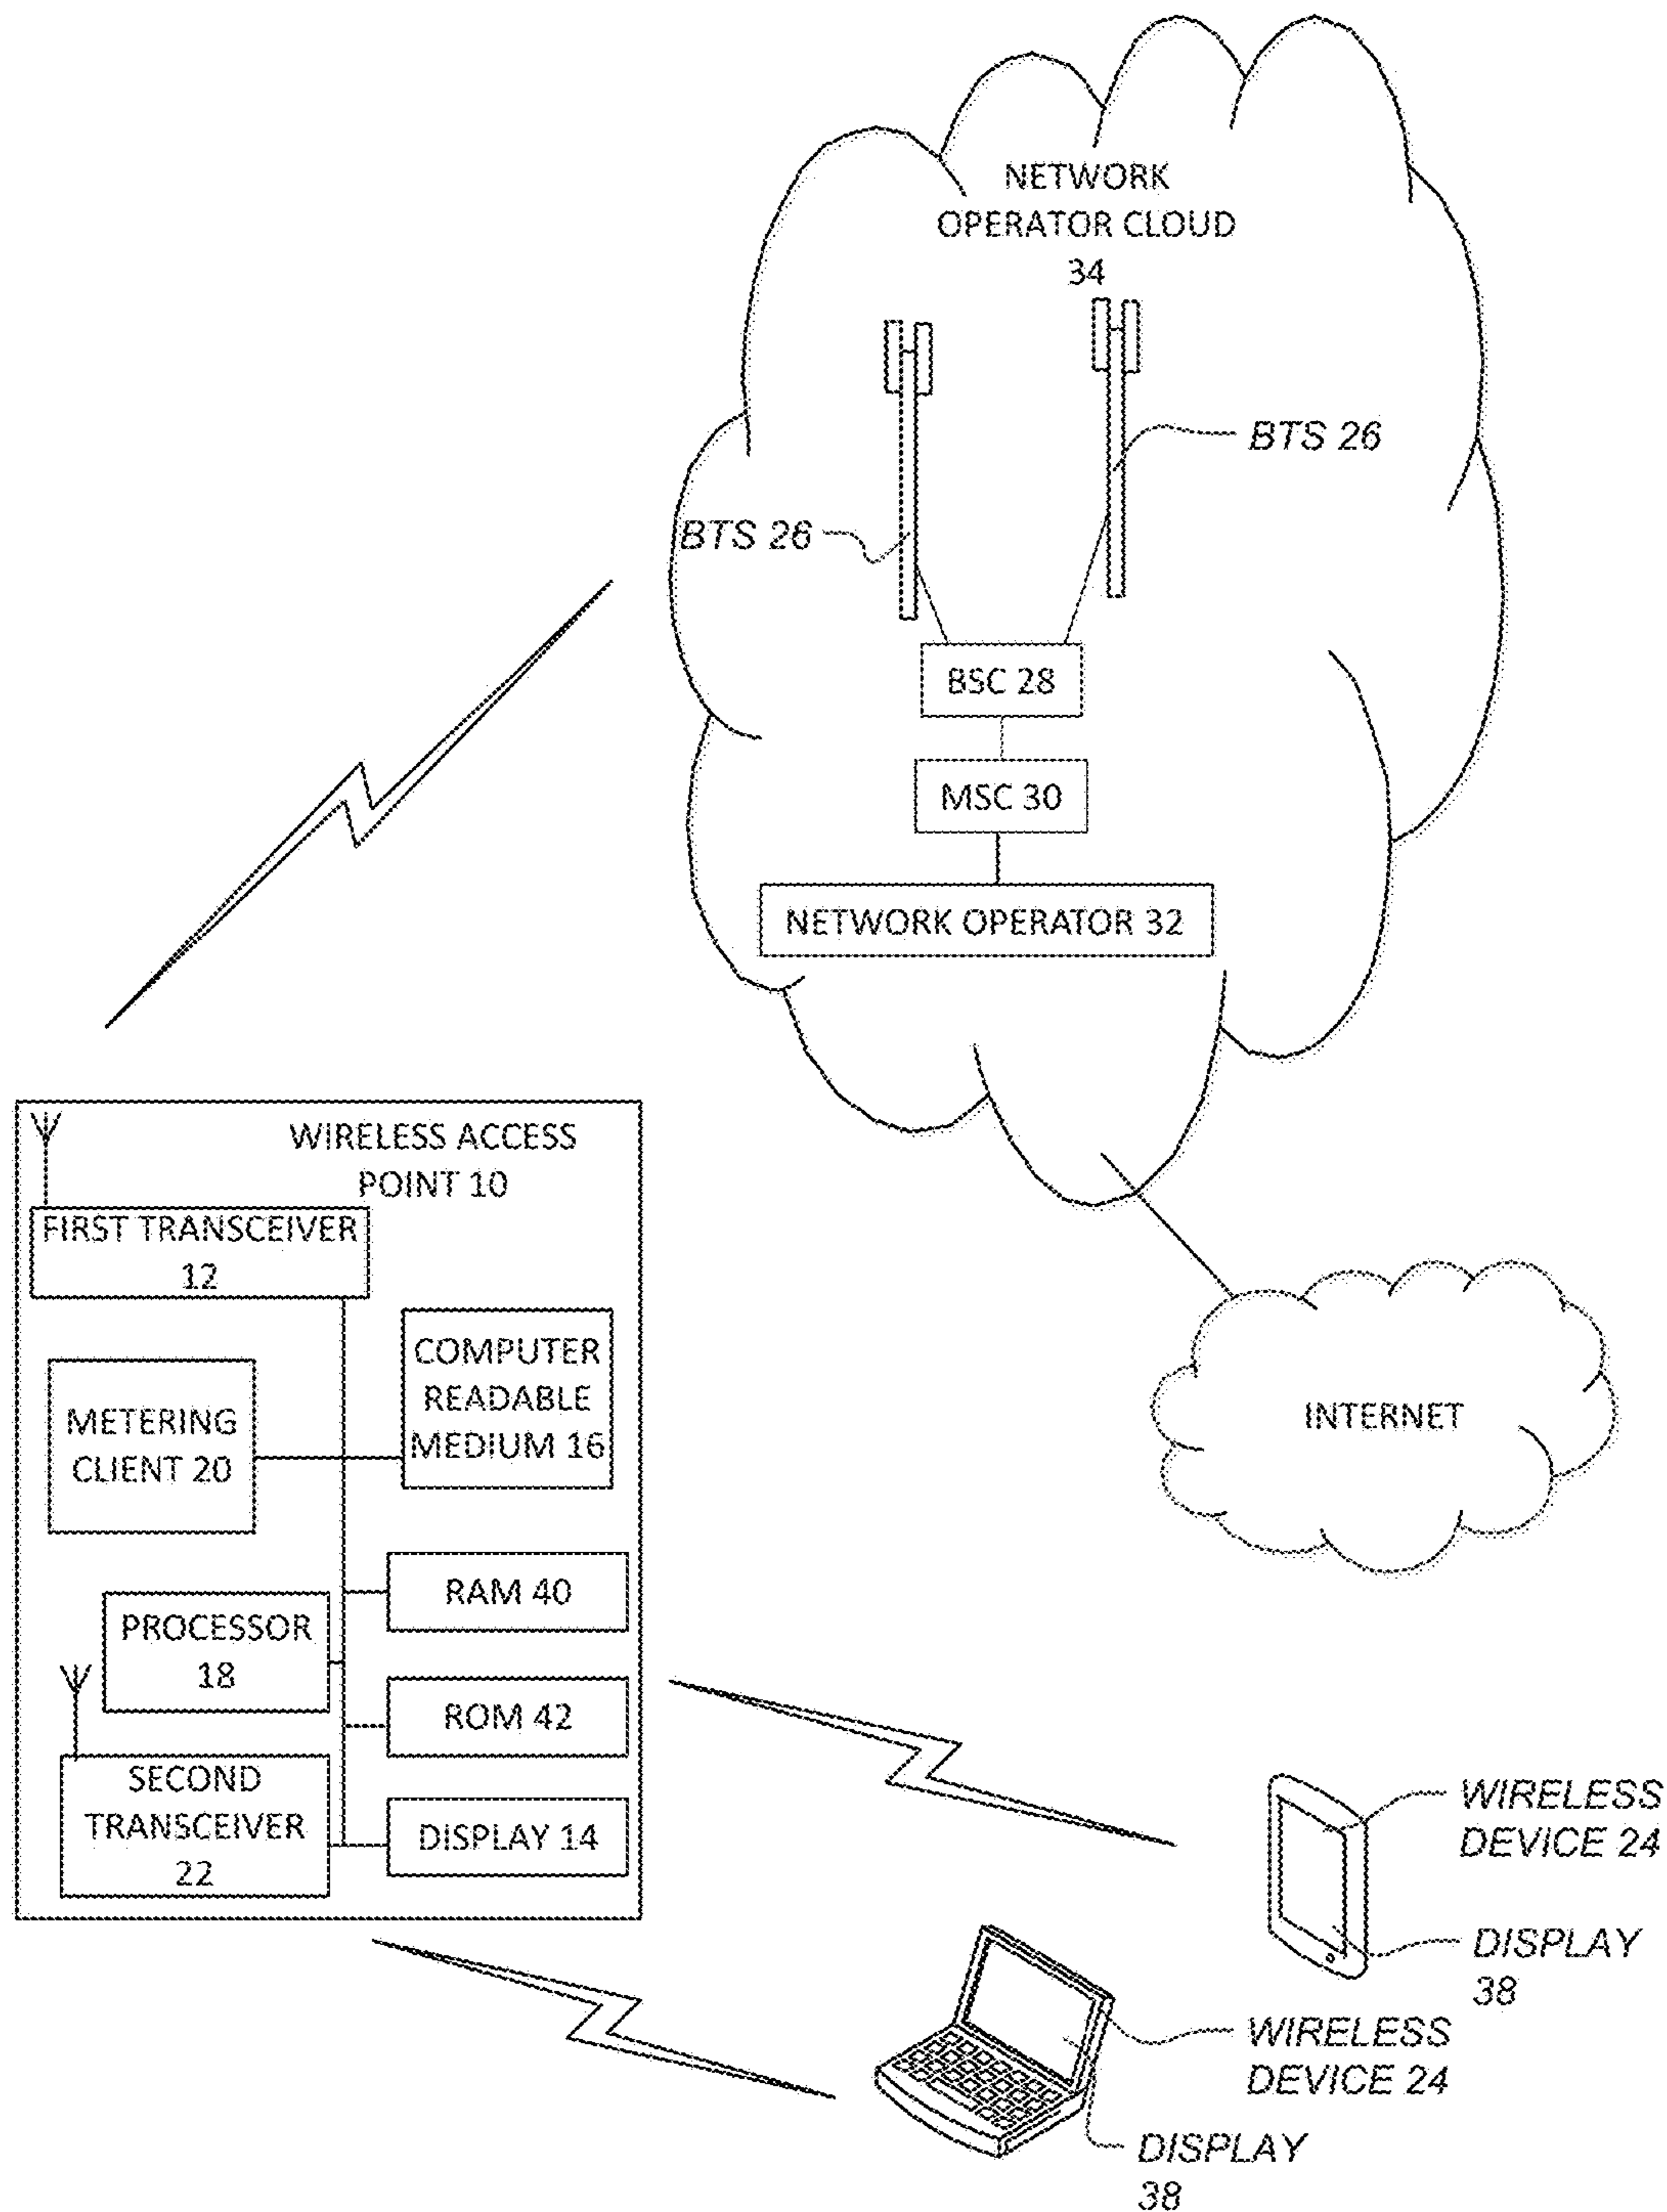 NETWORK
OPERATOR CLOUD
34
BTS 26
BTS 26
BSC 28
MSC 30
NETWORK OPERATOR 32
WIRELESS ACCESS
POINT 10
FIRST TRANSCEIVER
12
COMPUTER
READABLE
MEDIUM 16
METERING
CLIENT 20
INTERNET
RAM 40
PROCESSOR
18
ROM 42
SECOND
TRANSCEIVER
22
DISPLAY 14
WIRELESS
DEVICE 24
DISPLAY
38
WIRELESS
DEVICE 24
DISPLAY
38